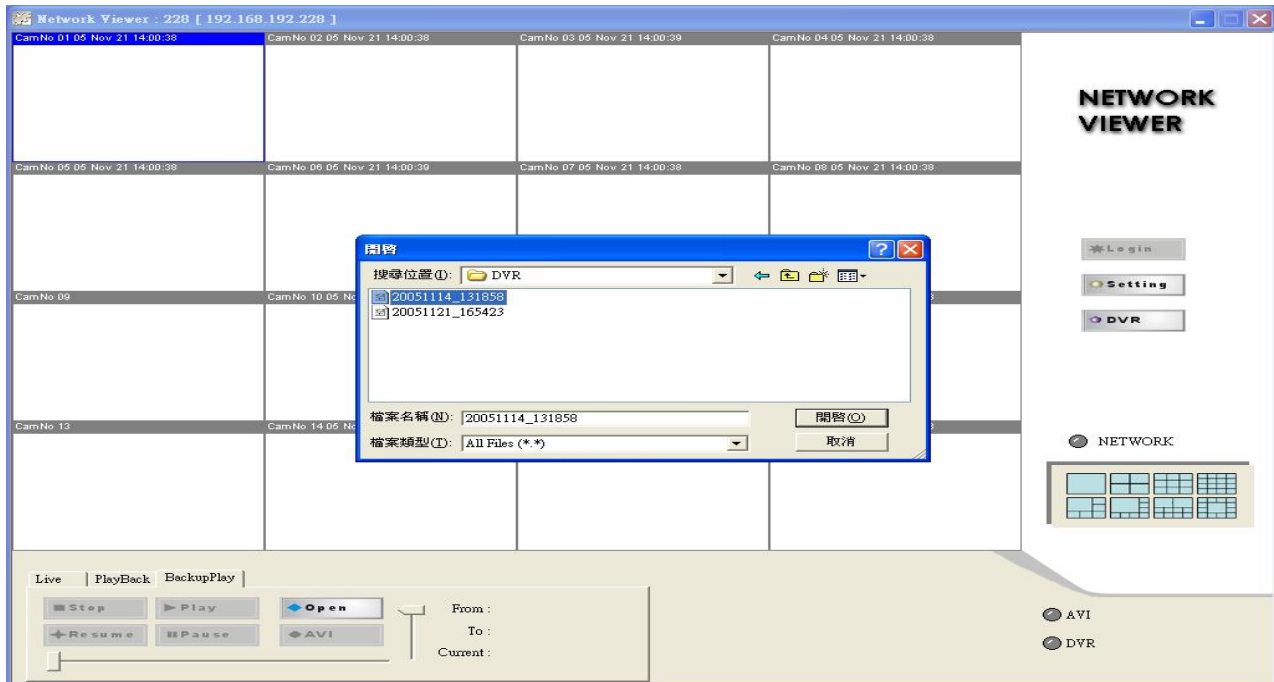 Network Viewer : 228 [ 192.168.192.228 ]
CamNo 01 05 Nov 21 14:00:38
CamNo 02 05 Nov 21 14:00:38
CamNo 03 05 Nov 21 14:00:39
CamNo 04 05 Nov 21 14:00:38
NETWORK
VIEWER
CamNo 05 05 Nov 21 14:00:38
CamNo 06 05 Nov 21 14:00:39
CamNo 07 05 Nov 21 14:00:38
CamNo 08 05 Nov 21 14:00:38
開啓
搜尋位置(I): DVR
20051114_131858
20051121_165423
檔案名稱(N): 20051114_131858
開啓(O)
檔案類型(T): All Files (*.*)
取消
Login
Setting
DVR
CamNo 09
CamNo 10 05
CamNo 13
CamNo 14 05
NETWORK
Live
PlayBack
BackupPlay
Stop
Play
Open
From :
Resume
Pause
AVI
To :
Current :
AVI
DVR